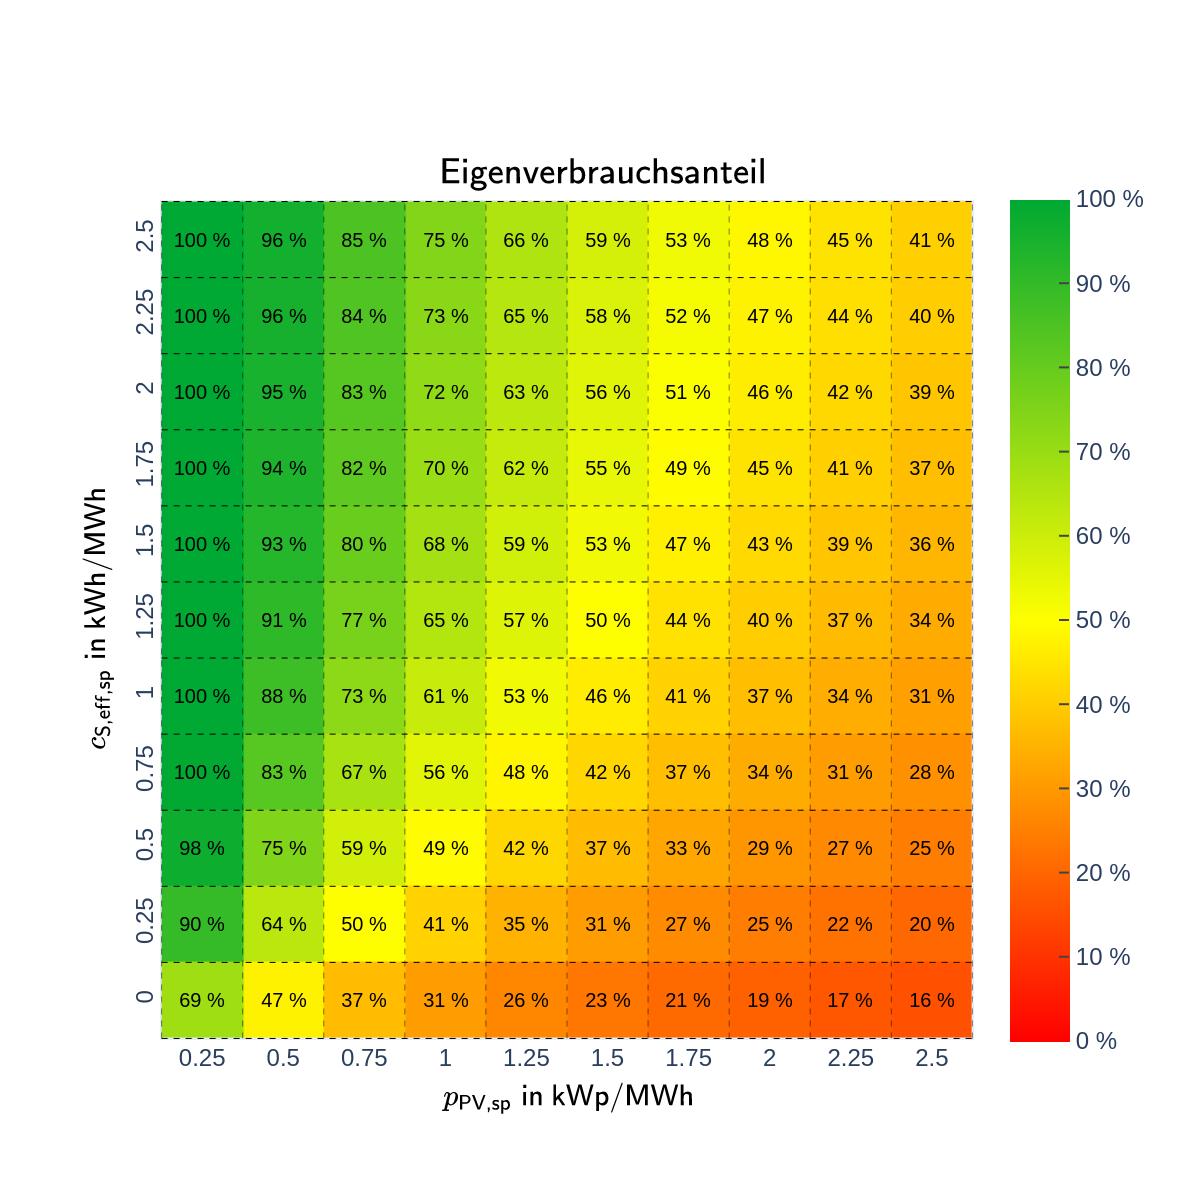 Eigenverbrauchsanteil
2.5 100 % 96 % 85 % 75 % 66 % 59 % 53 % 48 % 45 % 41 %
2.25 100 % 96 % 84 % 73 % 65 % 58 % 52 % 47 % 44 % 40 %
2 100 % 95 % 83 % 72 % 63 % 56 % 51 % 46 % 42 % 39 %
1.75 100 % 94 % 82 % 70 % 62 % 55 % 49 % 45 % 41 % 37 %
1.5 100 % 93 % 80 % 68 % 59 % 53 % 47 % 43 % 39 % 36 %
1.25 100 % 91 % 77 % 65 % 57 % 50 % 44 % 40 % 37 % 34 %
1 100 % 88 % 73 % 61 % 53 % 46 % 41 % 37 % 34 % 31 %
0.75 100 % 83 % 67 % 56 % 48 % 42 % 37 % 34 % 31 % 28 %
0.5 98 % 75 % 59 % 49 % 42 % 37 % 33 % 29 % 27 % 25 %
0.25 90 % 64 % 50 % 41 % 35 % 31 % 27 % 25 % 22 % 20 %
0 69 % 47 % 37 % 31 % 26 % 23 % 21 % 19 % 17 % 16 %
0.25 0.5 0.75 1 1.25 1.5 1.75 2 2.25 2.5
p PV,sp in kWp/MWh
c S,eff,sp in kWh/MWh
100 %
90 %
80 %
70 %
60 %
50 %
40 %
30 %
20 %
10 %
0 %